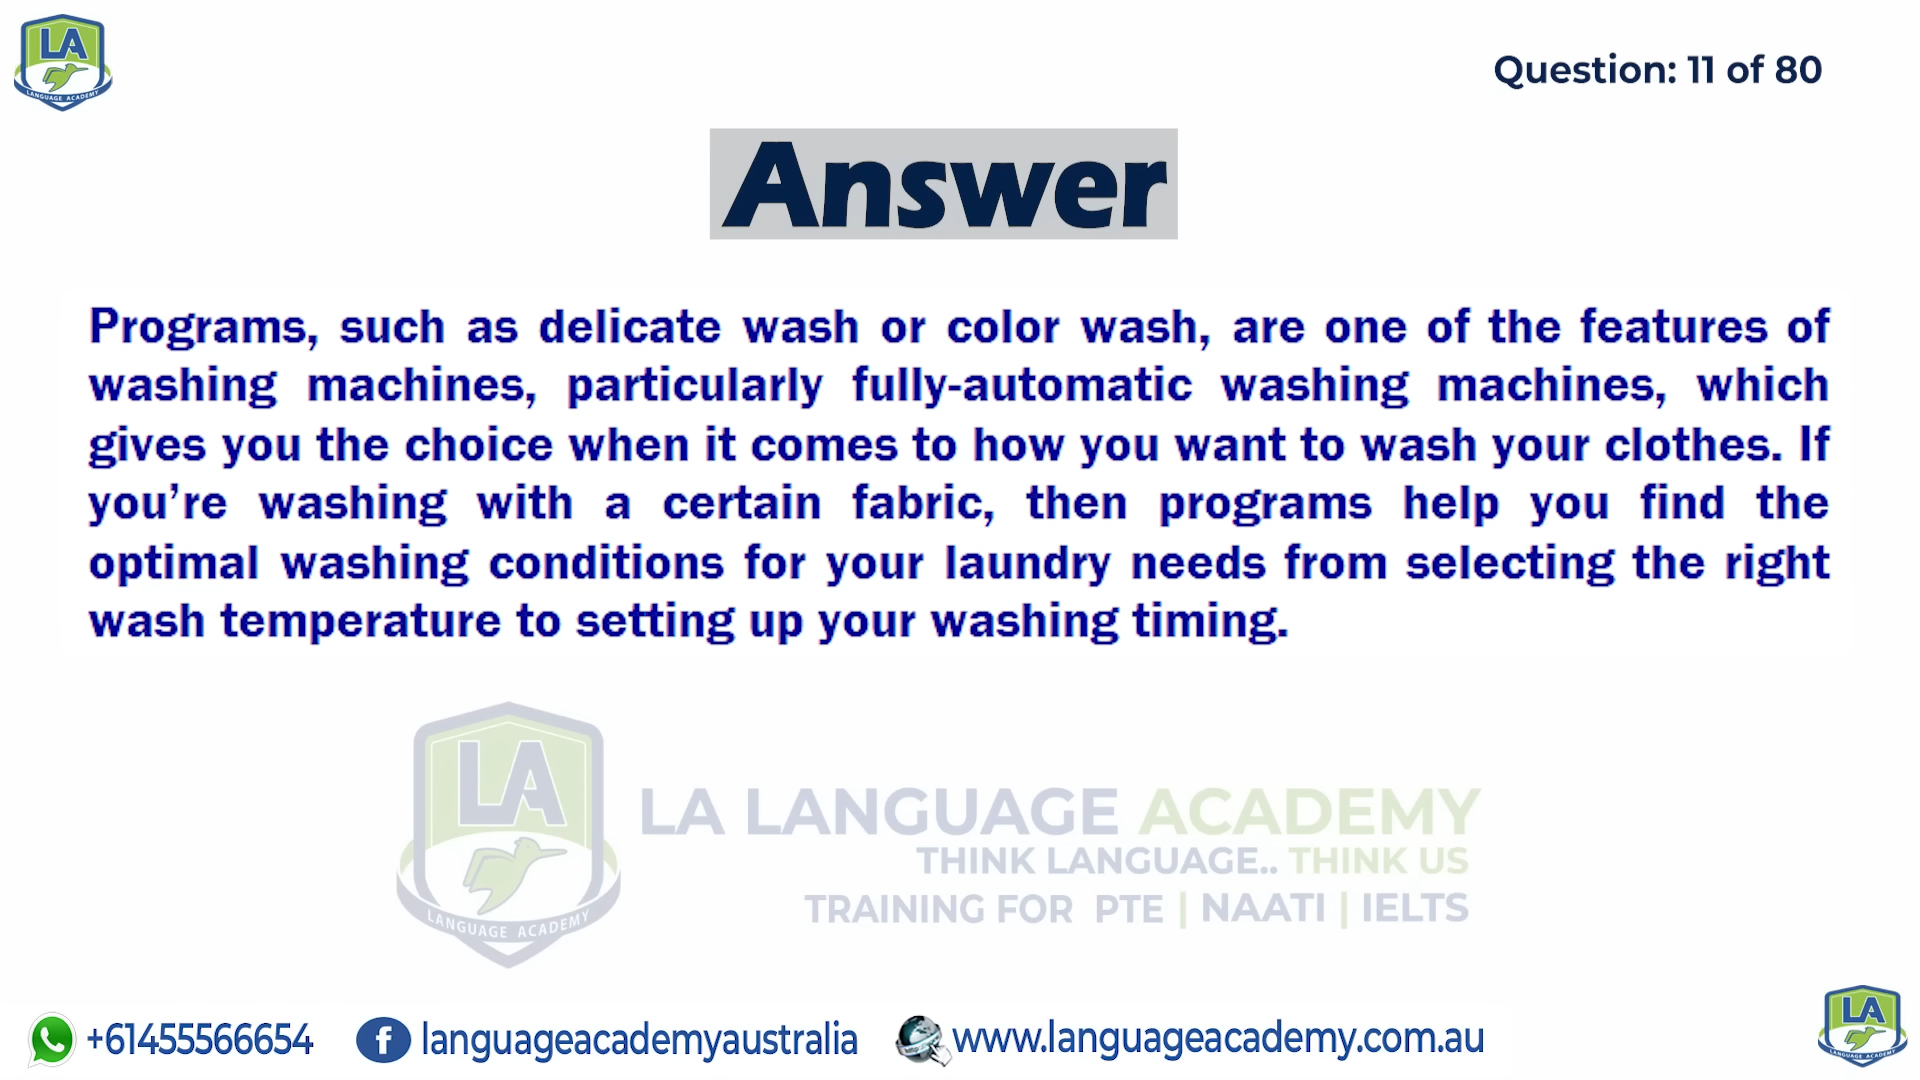 LA
LANGUAGE ACADEMY
Question: 11 of 80
Answer
Programs, such as delicate wash or color wash, are one of the features of
washing machines, particularly fully-automatic washing machines, which
gives you the choice when it comes to how you want to wash your clothes. If
you’re washing with a certain fabric, then programs help you find the
optimal washing conditions for your laundry needs from selecting the right
wash temperature to setting up your washing timing.
LA
LANGUAGE ACADEMY
LA LANGUAGE ACADEMY
THINK LANGUAGE.. THINK US
TRAINING FOR PTE | NAATI | IELTS
+61455566654
languageacademyaustralia
www.languageacademy.com.au
LA
LANGUAGE ACADEMY